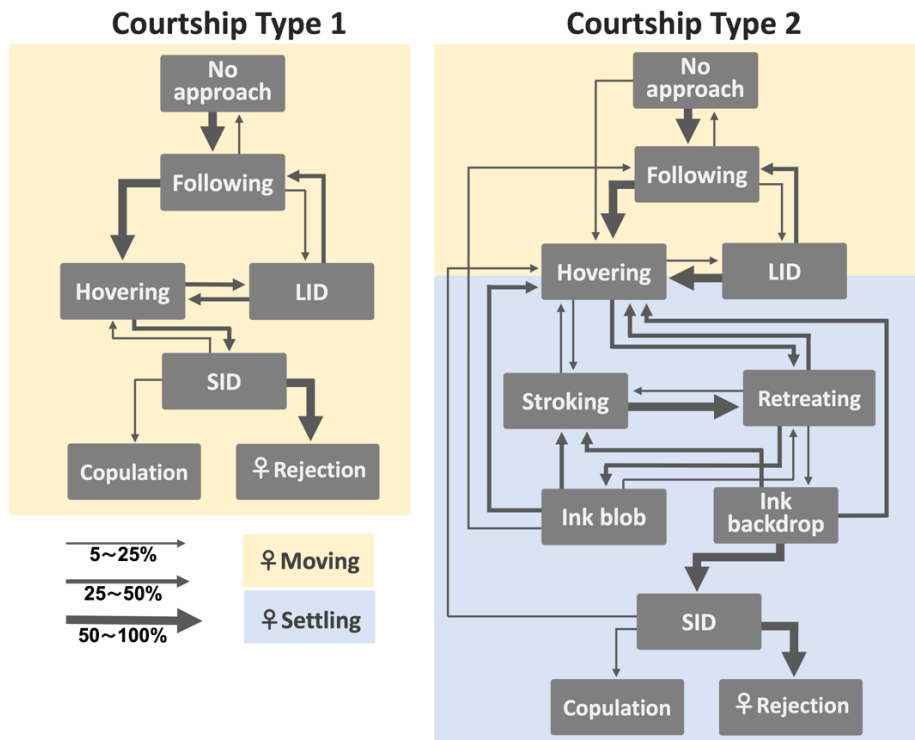 Courtship Type 1
No
approach
Following
Hovering
LID
SID
Copulation
♀Rejection
5～25%
25～50%
50～100%
♀Moving
♀Settling
Courtship Type 2
No
approach
Following
Hovering
LID
Stroking
Retreating
Ink blob
Ink
backdrop
SID
Copulation
♀Rejection